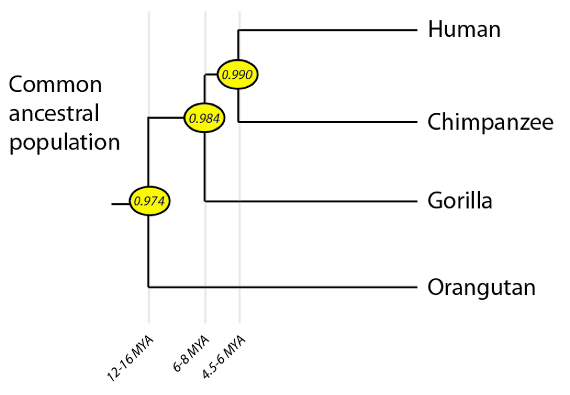 Human
0.990
Common
ancestral
population
0.984
Chimpanzee
0.974
Gorilla
Orangutan
12-16 MYA
6-8 MYA
4.5-6 MYA